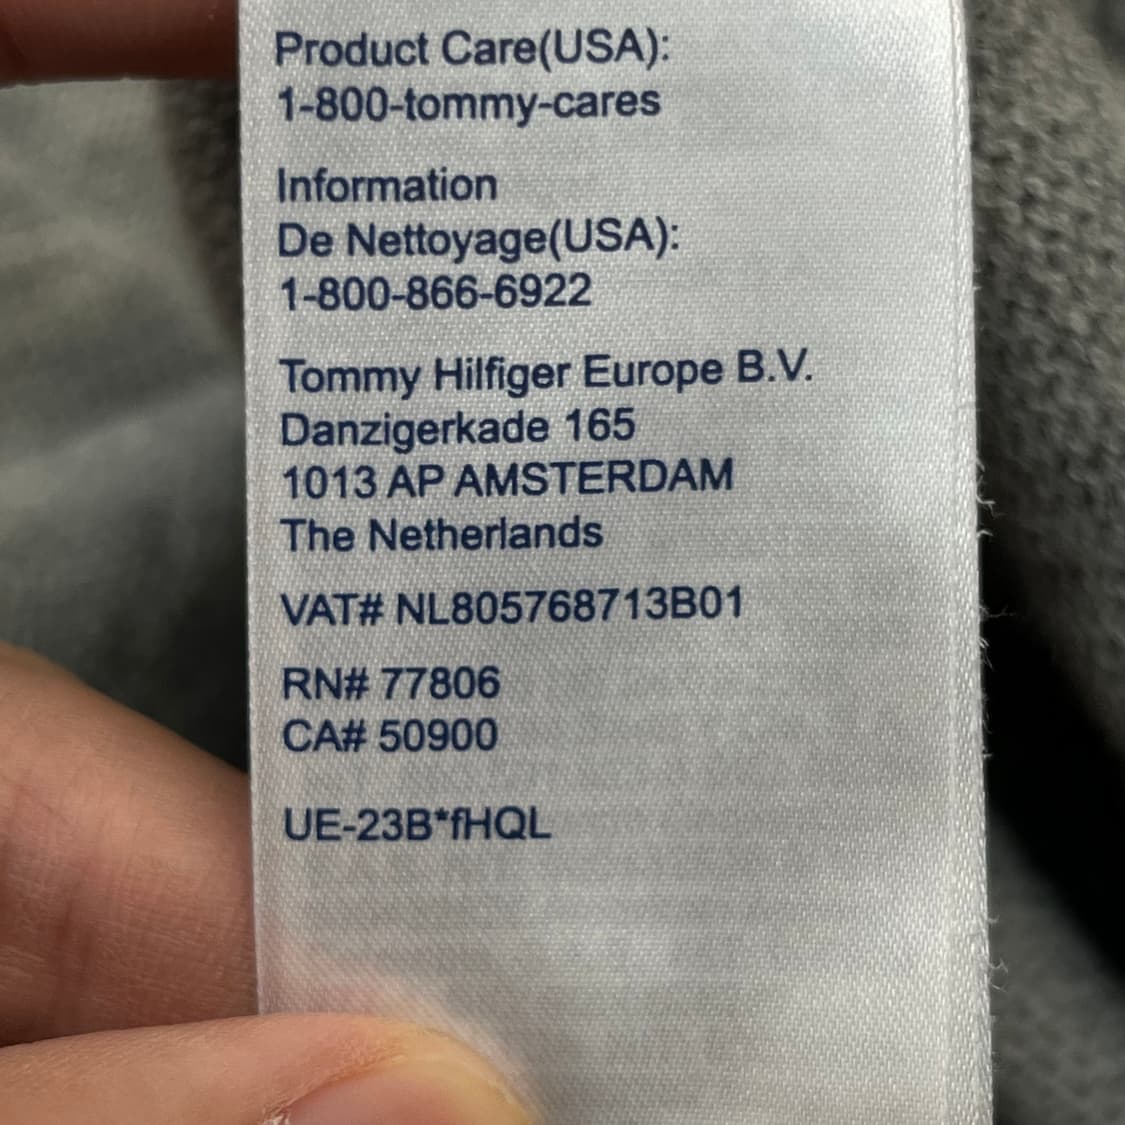 Product Care(USA):
1-800-tommy-cares
Information
De Nettoyage(USA):
1-800-866-6922
Tommy Hilfiger Europe B.V.
Danzigerkade 165
1013 AP AMSTERDAM
The Netherlands
VAT# NL805768713B01
RN# 77806
CA# 50900
UE-23B*fHQL